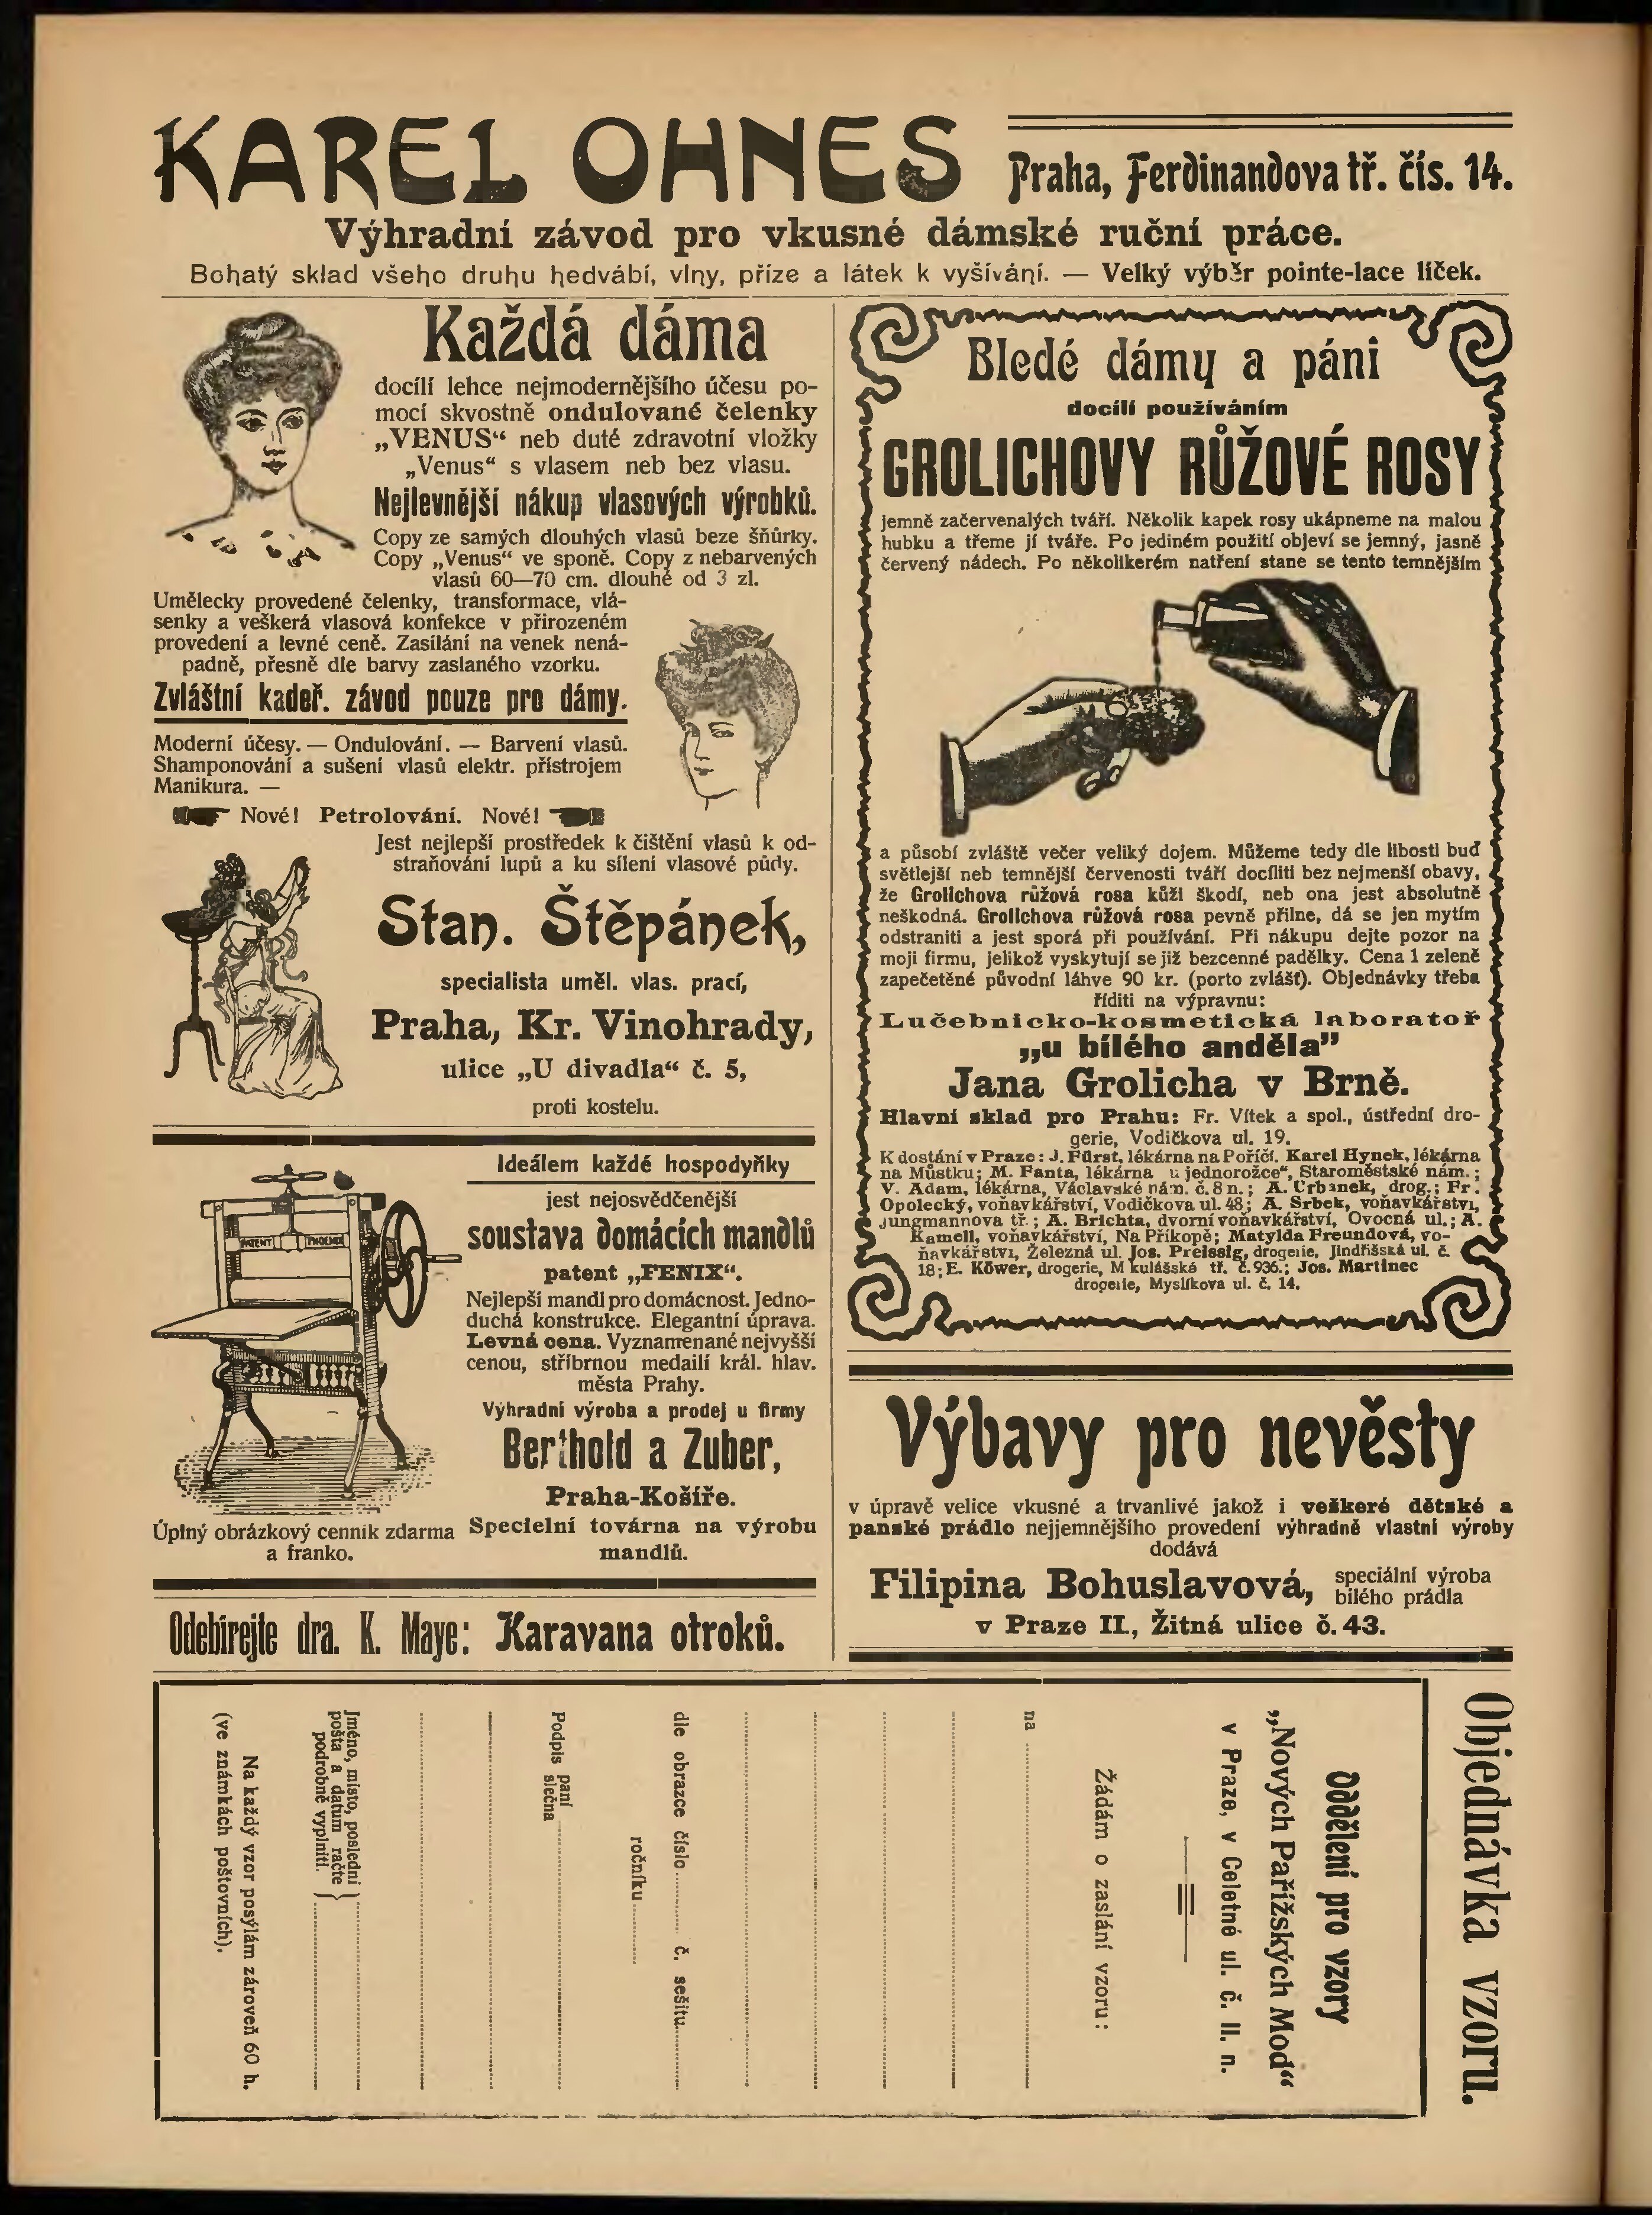 KAREL OHNES
Praha, Ferdinandova tř. čís. 14.
Výhradní závod pro vkusné dámské ruční práce.
Bohatý sklad všeho druhu hedvábí, vlny, příze a látek k vyšívání. — Velký výběr pointe-lace líček.
Každá dáma
docílí lehce nejmodernějšího účesu po-
mocí skvostně ondulované čelenky
„VENUS“ neb duté zdravotní vložky
„Venus“ s vlasem neb bez vlasu.
Nejlevnější nákup vlasových výrobků.
Copy ze samých dlouhých vlasů beze šňůrky.
Copy „Venus“ ve sponě. Copy z nebarvených
vlasů 60—70 cm. dlouhé od 3 zl.
Umělecky provedené čelenky, transformace, vlá-
senky a veškerá vlasová konfekce v přirozeném
provedení a levné ceně. Zasílání na venek nená-
padně, přesně dle barvy zaslaného vzorku.
Zvláštní kadeř. závod pouze pro dámy.
Moderní účesy. — Ondulování. — Barvení vlasů.
Shamponování a sušení vlasů elektr. přístrojem
Manikura. —
Nové! Petrolování. Nové!
Jest nejlepší prostředek k čištění vlasů k od-
straňování lupů a ku sílení vlasové půdy.
Stan. Štěpánek,
specialista uměl. vlas. prací,
Praha, Kr. Vinohrady,
ulice „U divadla“ č. 5,
proti kostelu.
Ideálem každé hospodyňky
jest nejosvědčenější
soustava domácích mandlů
patent „FENIX“.
PATENT PHOENIX
Nejlepší mandl pro domácnost. Jedno-
duchá konstrukce. Elegantní úprava.
Levná cena. Vyznamenané nejvyšší
cenou, stříbrnou medailí král. hlav.
města Prahy.
Výhradní výroba a prodej u firmy
Berthold a Zuber,
Praha-Košíře.
Specielní továrna na výrobu
mandlů.
Úplný obrázkový cenník zdarma
a franko.
Odebírejte dra. K. Maye: Karavana otroků.
Bledé dámy a páni
docílí používáním
GROLICHOVY RŮŽOVÉ ROSY
jemně začervenalých tváří. Několik kapek rosy ukápneme na malou
hubku a třeme jí tváře. Po jediném použití objeví se jemný, jasně
červený nádech. Po několikerém natření stane se tento temnějším
a působí zvláště večer veliký dojem. Můžeme tedy dle libosti buď
světlejší neb temnější červenosti tváří docíliti bez nejmenší obavy,
že Grolichova růžová rosa kůži škodí, neb ona jest absolutně
neškodná. Grolichova růžová rosa pevně přilne, dá se jen mytím
odstraniti a jest sporá při používání. Při nákupu dejte pozor na
moji firmu, jelikož vyskytují se již bezcenné padělky. Cena 1 zeleně
zapečetěné původní láhve 90 kr. (porto zvlášť). Objednávky třeba
říditi na výpravnu:
Lučebnicko-kosmetická laboratoř
„u bílého anděla”
Jana Grolicha v Brně.
Hlavní sklad pro Prahu: Fr. Vítek a spol., ústřední dro-
gerie, Vodičkova ul. 19.
K dostání v Praze: J. Fürst, lékárna na Poříčí. Karel Hynek, lékárna
na Můstku; M. Fanta, lékárna u jednorožce“, Staroměstské nám.;
V. Adam, lékárna, Václavské nám. č. 8 n.; A. Urbanek, drog.; Fr.
Opolecký, voňavkářství, Vodičkova ul. 48; A. Srbek, voňavkářství,
Jungmannova tř.; A. Brichta, dvorní voňavkářství, Ovocná ul.; A.
Kamell, voňavkářství, Na Příkopě; Matylda Freundová, vo-
ňavkářství, Železná ul. Jos. Preissig, drogerie, Jindřišská ul. č.
18; E. Köwer, drogerie, Mikulášská tř. č. 936.; Jos. Martinec
drogerie, Myslíkova ul. č. 14.
Výbavy pro nevěsty
v úpravě velice vkusné a trvanlivé jakož i veškeré dětské a
panské prádlo nejjemnějšího provedení výhradně vlastní výroby
dodává
Filipina Bohuslavová, speciální výroba
bílého prádla
v Praze II., Žitná ulice č. 43.
Objednávka vzoru.
Oddělení pro vzory
„Nových Pařížských Mod“
v Praze, v Celetné ul. č. 11. n.
Žádám o zaslání vzoru:
na
dle obrazce číslo č. sešitu
ročníku
Podpis paní
slečna
Jméno, místo, poslední
pošta a datum račte
podrobně vyplniti.
Na každý vzor posýlám zároveň 60 h.
(ve známkách poštovních).